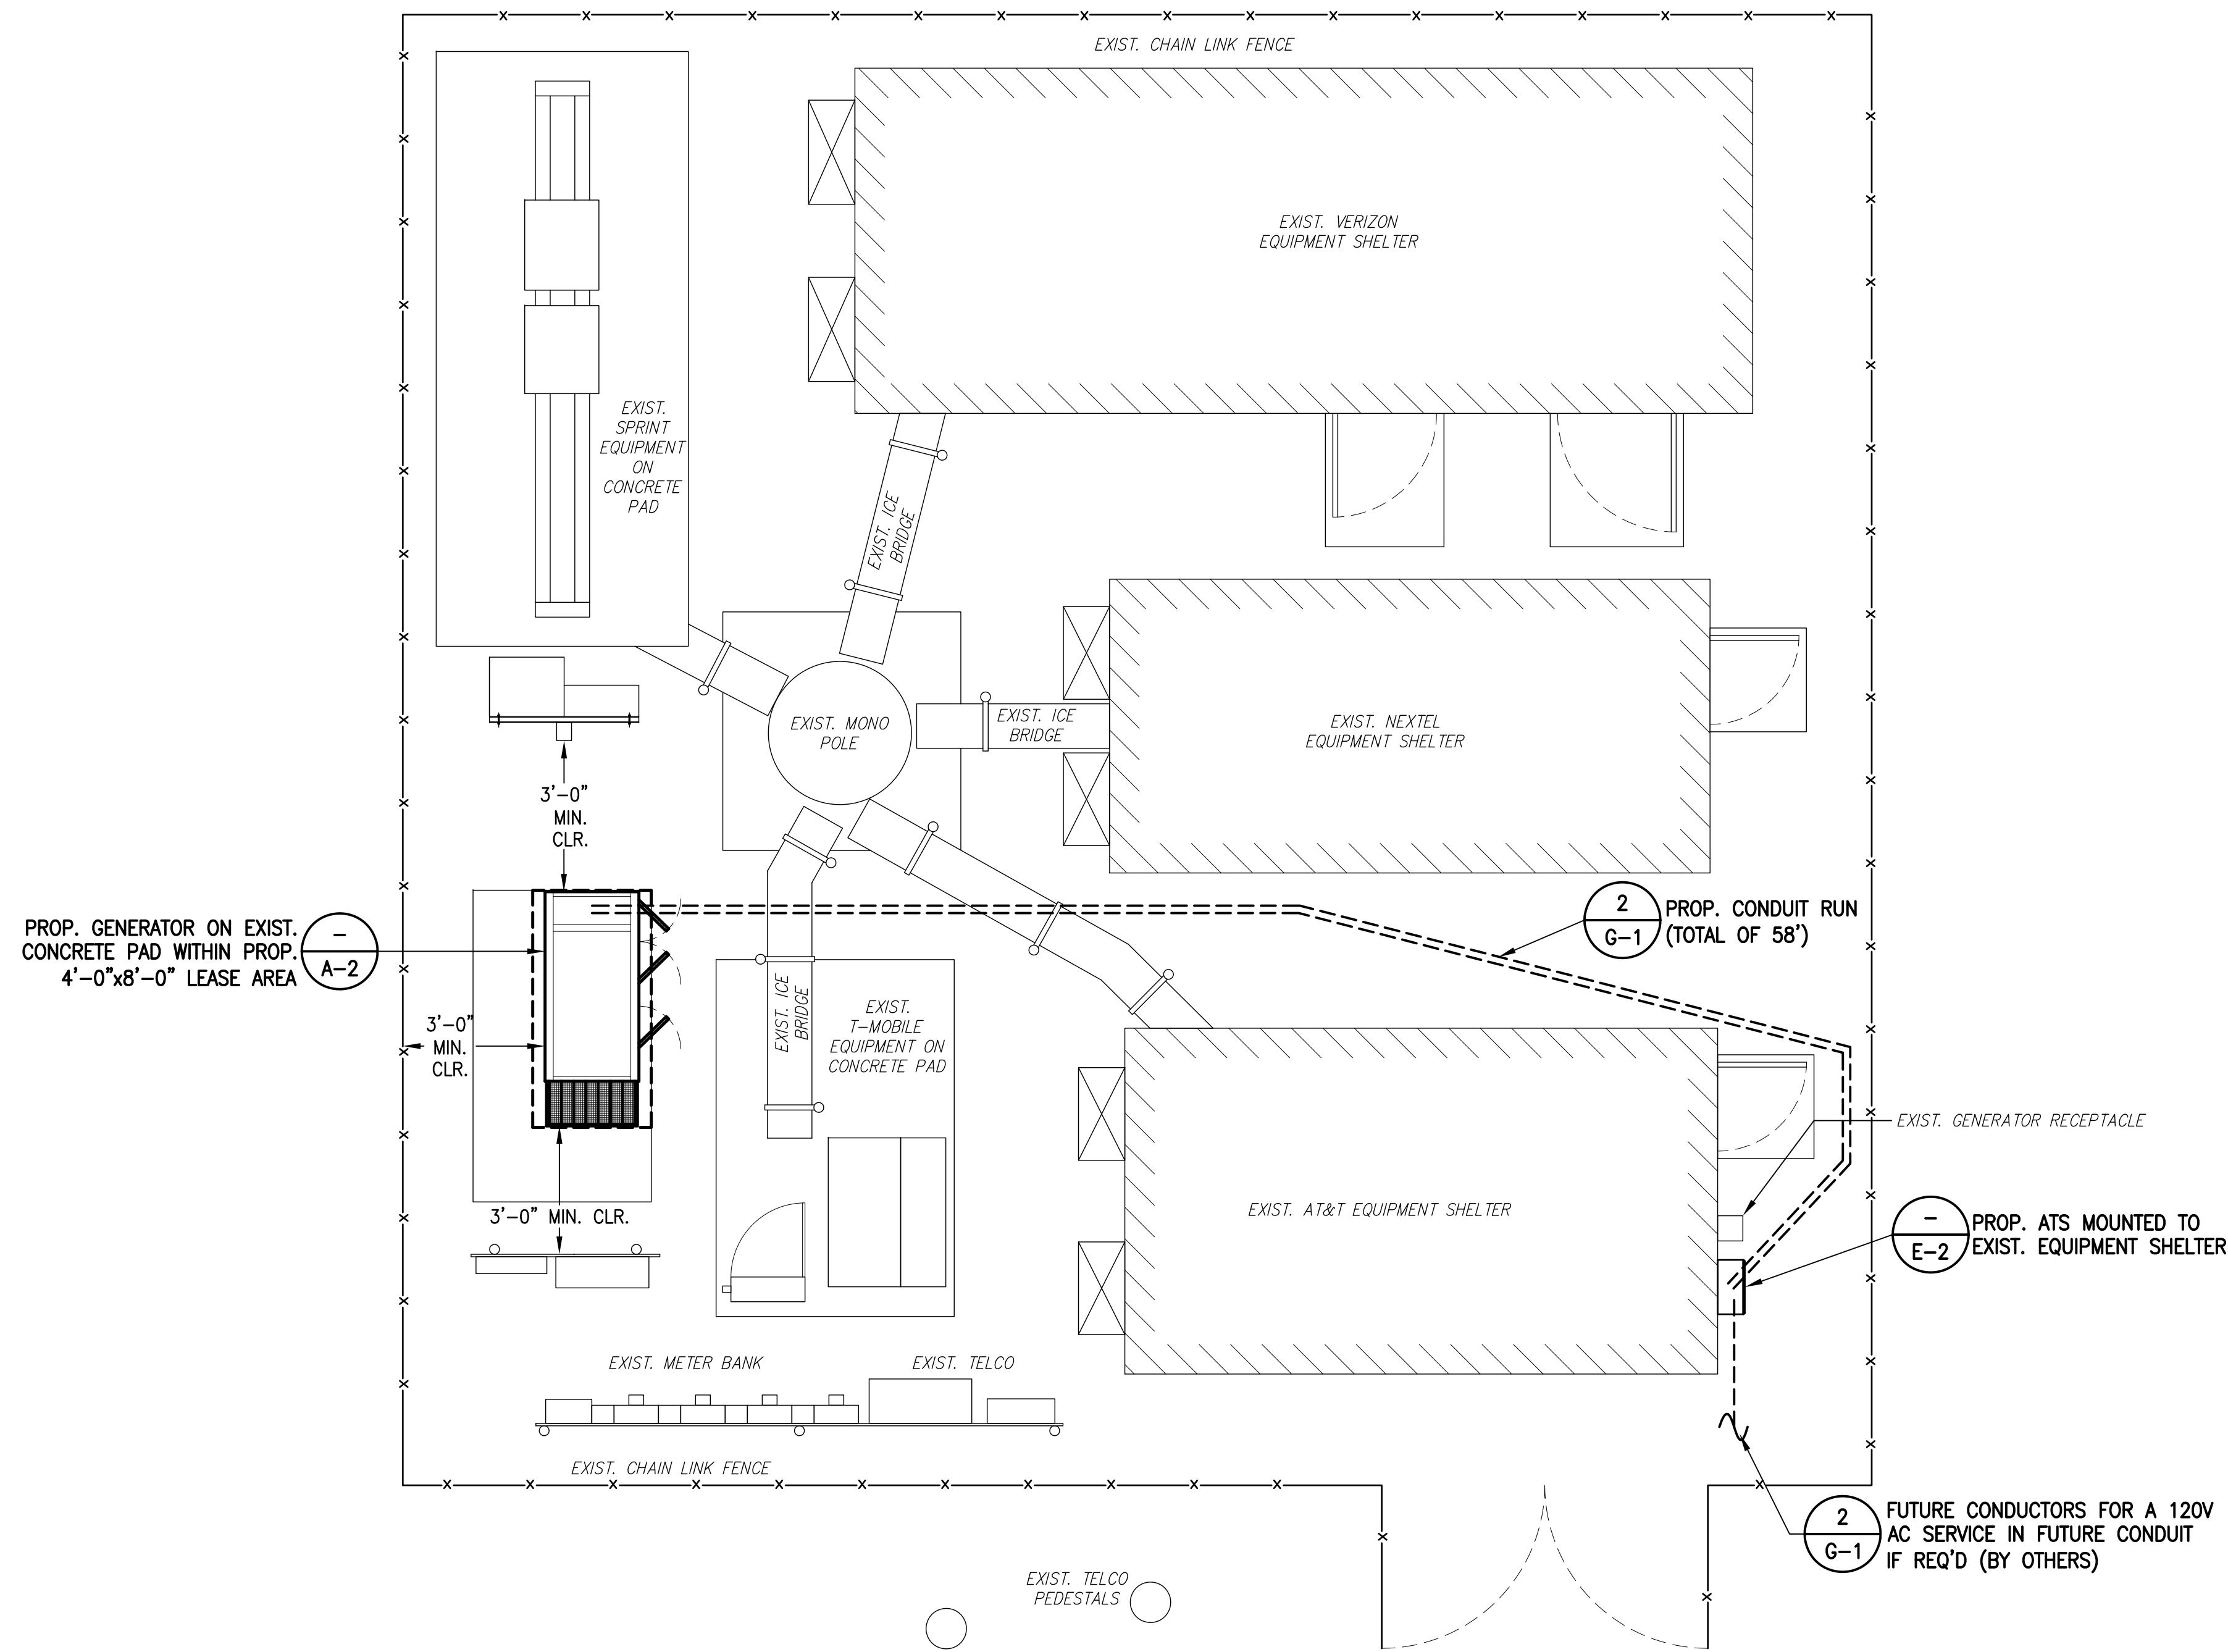 EXIST. CHAIN LINK FENCE
EXIST. VERIZON
EQUIPMENT SHELTER
EXIST.
SPRINT
EQUIPMENT
ON
CONCRETE
PAD
EXIST. ICE
BRIDGE
EXIST. MONO
POLE
EXIST. ICE
BRIDGE
EXIST. NEXTEL
EQUIPMENT SHELTER
3'-0"
MIN.
CLR.
PROP. GENERATOR ON EXIST.
CONCRETE PAD WITHIN PROP.
4'-0"x8'-0" LEASE AREA
-
A-2
2
G-1
PROP. CONDUIT RUN
(TOTAL OF 58')
3'-0"
MIN.
CLR.
EXIST. ICE
BRIDGE
EXIST.
T-MOBILE
EQUIPMENT ON
CONCRETE PAD
EXIST. GENERATOR RECEPTACLE
3'-0" MIN. CLR.
EXIST. AT&T EQUIPMENT SHELTER
-
E-2
PROP. ATS MOUNTED TO
EXIST. EQUIPMENT SHELTER
EXIST. METER BANK
EXIST. TELCO
EXIST. CHAIN LINK FENCE
2
G-1
FUTURE CONDUCTORS FOR A 120V
AC SERVICE IN FUTURE CONDUIT
IF REQ'D (BY OTHERS)
EXIST. TELCO
PEDESTALS